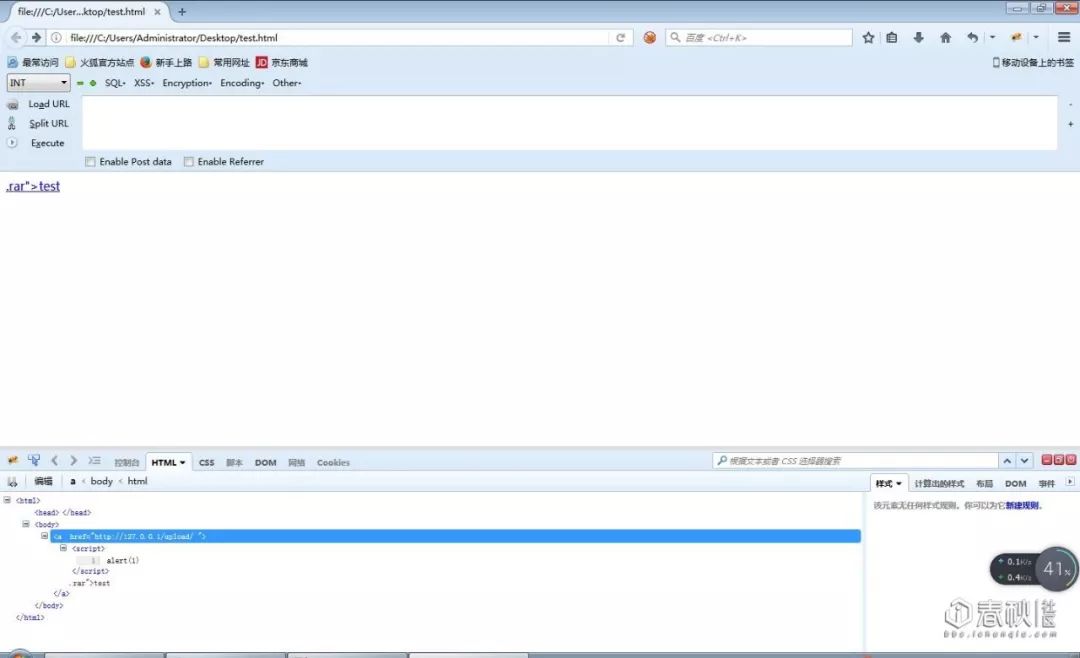 file:///C:/User...ktop/test.html
file:///C:/Users/Administrator/Desktop/test.html
百度 <Ctrl+K>
最常访问 火狐官方站点 新手上路 常用网址 JD 京东商城 移动设备上的书签
INT SQL XSS Encryption Encoding Other
Load URL
Split URL
Execute
Enable Post data Enable Referrer
.rar">test
控制台 HTML CSS 脚本 DOM 网络 Cookies
根据文本或者 CSS 选择器搜索
编辑 a < body < html
样式 计算出的样式 布局 DOM 事件
<html>
<head> </head>
<body>
<a href="http://127.0.0.1/upload/ ">
<script>
1 alert(1)
</script>
.rar">test
</a>
</body>
</html>
该元素无任何样式规则。你可以为它新建规则。
+ 0.1K/s
+ 0.4K/s
41%
春秋 社区
bbs.ichunqiu.com